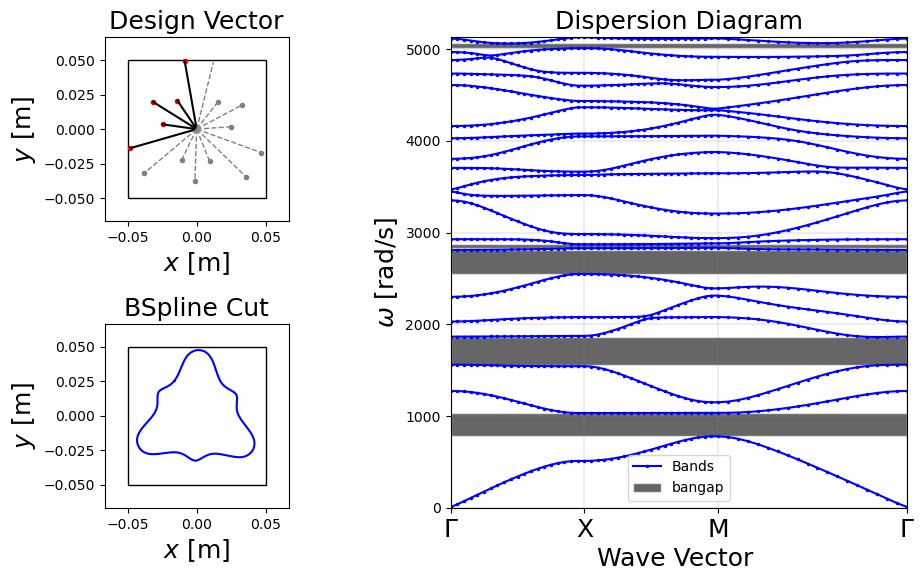 Design Vector
0.050
0.025
0.000
−0.025
−0.050
y [m]
−0.05
0.00
0.05
x [m]
BSpline Cut
0.050
0.025
0.000
−0.025
−0.050
y [m]
−0.05
0.00
0.05
x [m]
Dispersion Diagram
5000
4000
3000
2000
1000
0
ω [rad/s]
Bands
bangap
Γ
X
M
Γ
Wave Vector